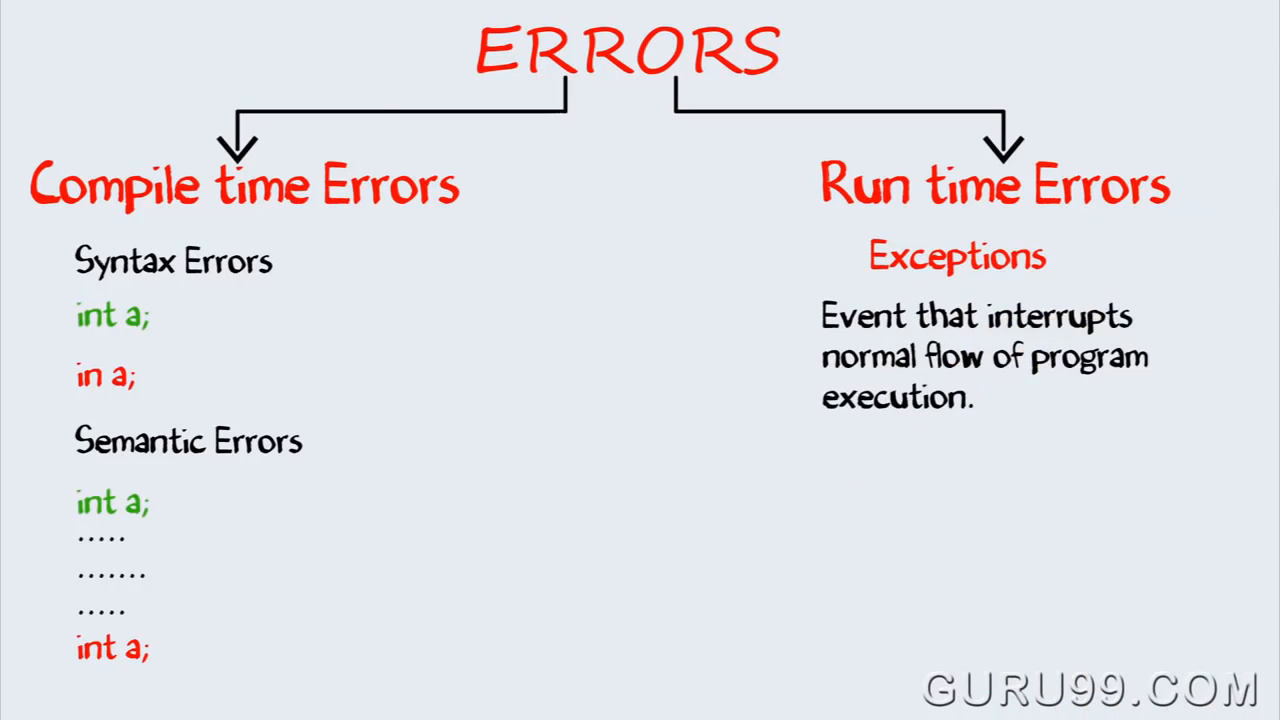 ERRORS
Compile time Errors
Syntax Errors
int a;
in a;
Semantic Errors
int a;
.....
.......
.....
int a;
Run time Errors
Exceptions
Event that interrupts
normal flow of program
execution.
GURU99.COM